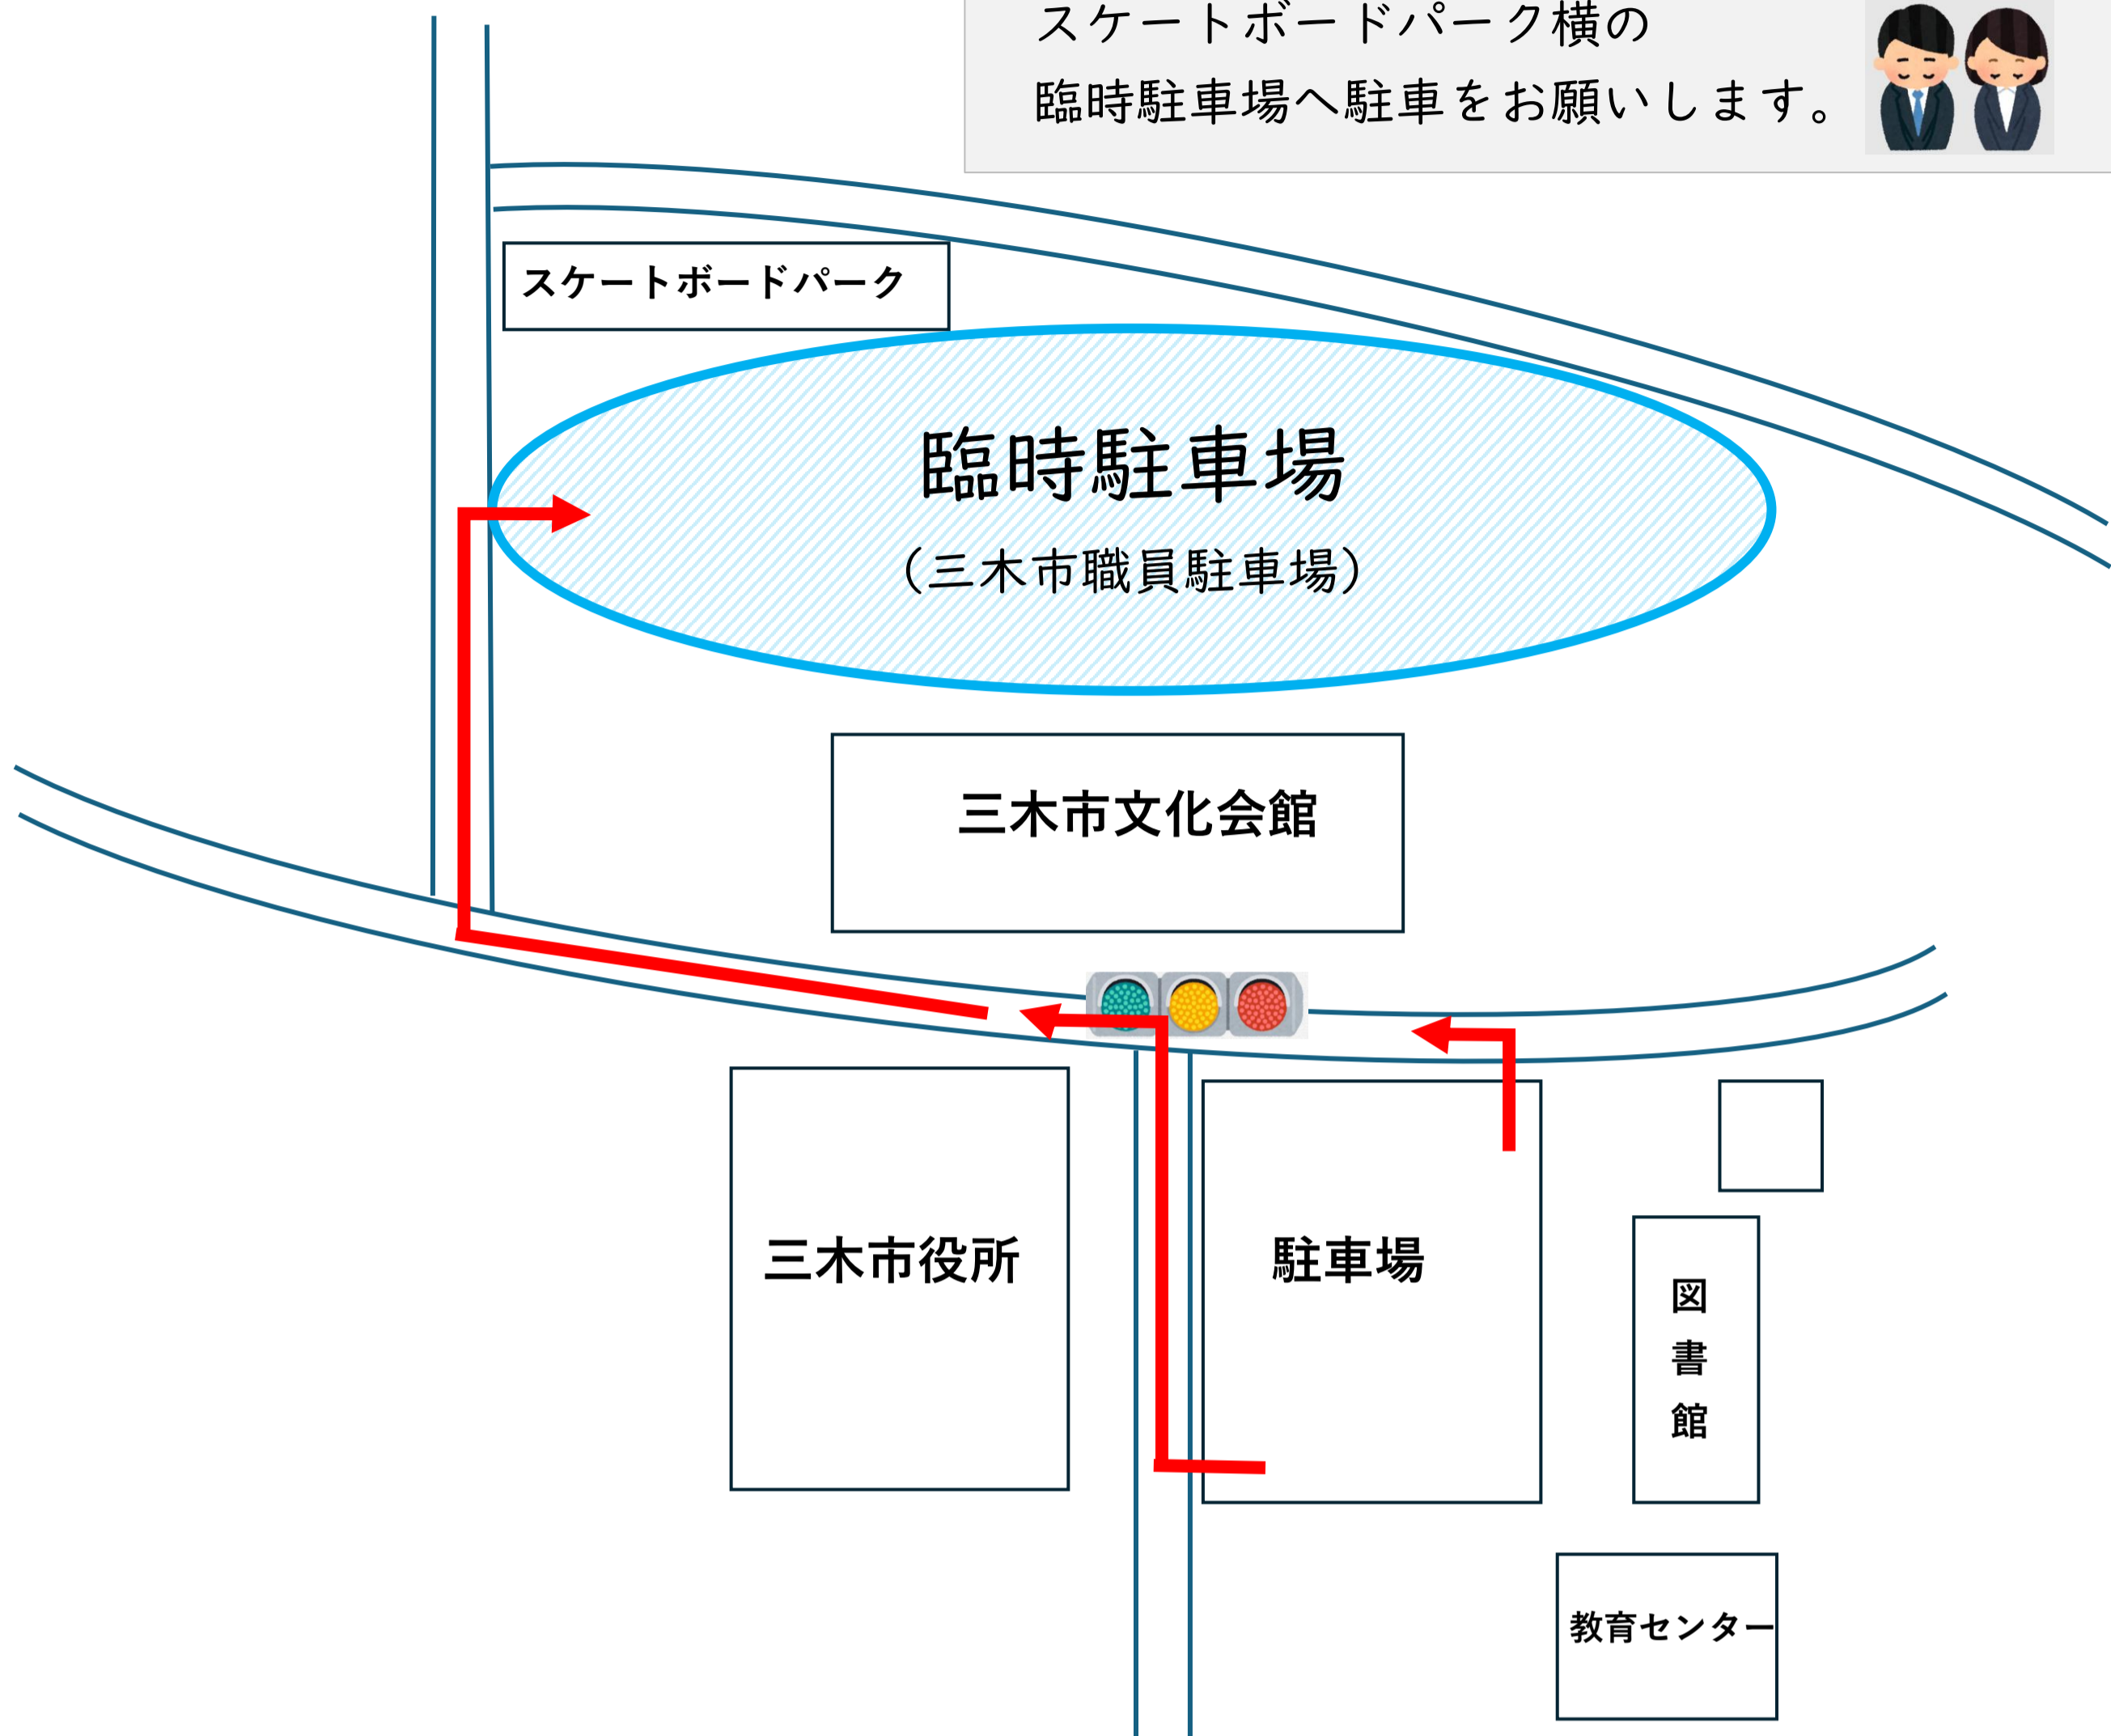 スケートボードパーク横の
臨時駐車場へ駐車をお願いします。
スケートボードパーク
臨時駐車場
(三木市職員駐車場)
三木市文化会館
三木市役所
駐車場
図書館
教育センター